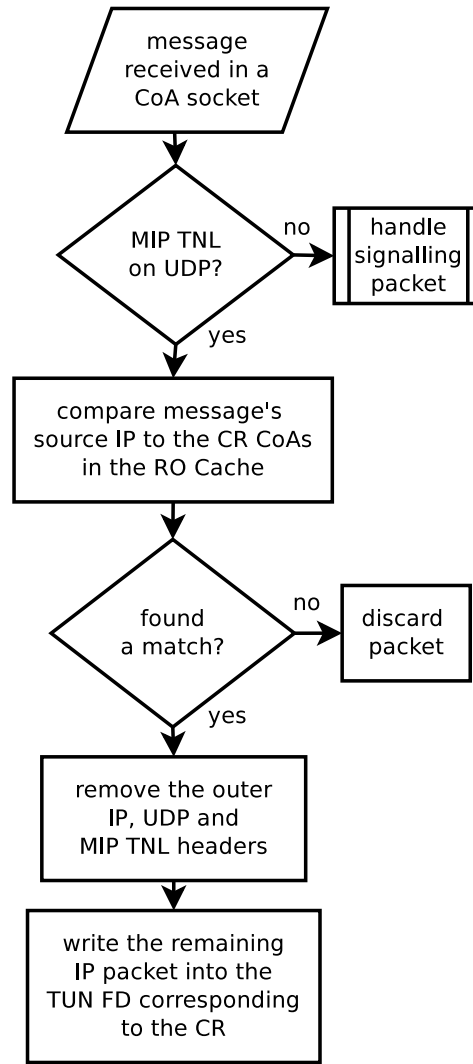 message
received in a
CoA socket
MIP TNL
on UDP?
no
handle
signalling
packet
yes
compare message's
source IP to the CR CoAs
in the RO Cache
found
a match?
no
discard
packet
yes
remove the outer
IP, UDP and
MIP TNL headers
write the remaining
IP packet into the
TUN FD corresponding
to the CR